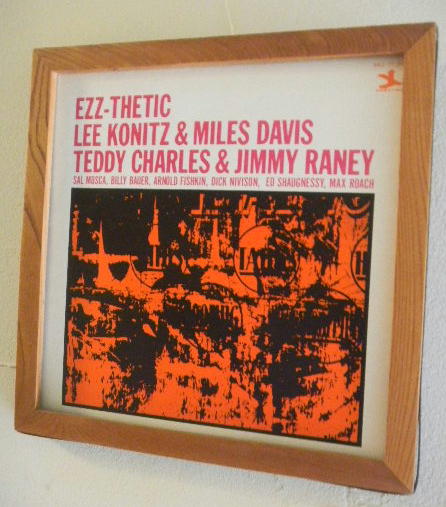 EZZ-THETIC
LEE KONITZ & MILES DAVIS
TEDDY CHARLES & JIMMY RANEY
SAL MOSCA, BILLY BAUER, ARNOLD FISHKIN, DICK NIVISON, ED SHAUGNESSY, MAX ROACH